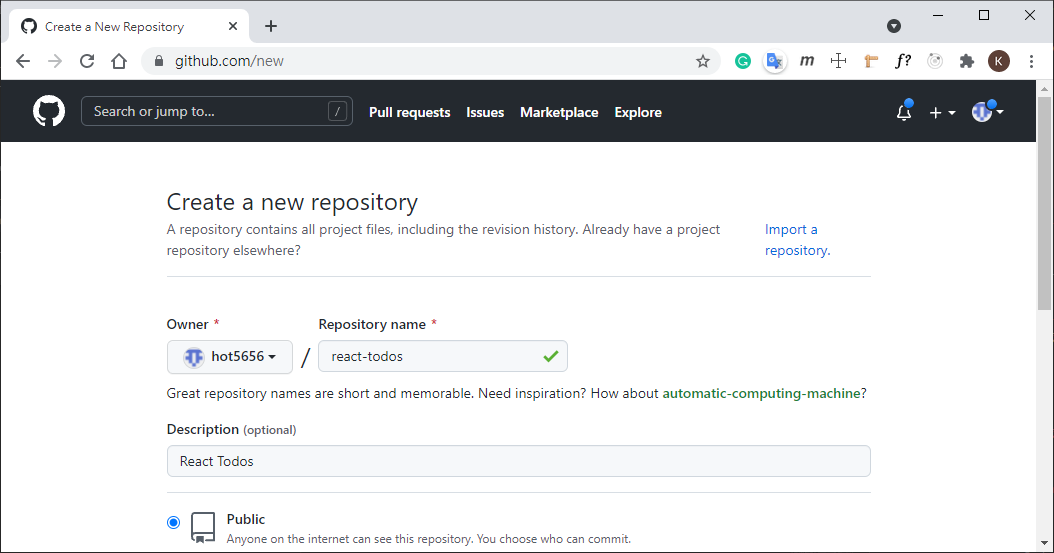 Create a New Repository
github.com/new
m
f?
K
Search or jump to...
/
Pull requests Issues Marketplace Explore
Create a new repository
A repository contains all project files, including the revision history. Already have a project
repository elsewhere?
Import a
repository.
Owner * Repository name *
hot5656 / react-todos
Great repository names are short and memorable. Need inspiration? How about automatic-computing-machine?
Description (optional)
React Todos
Public
Anyone on the internet can see this repository. You choose who can commit.